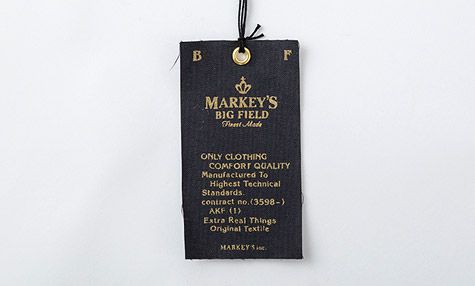 B F
MARKEY'S
BIG FIELD
Finest Made
ONLY CLOTHING
COMFORT QUALITY
Manufactured To
Highest Technical
Standards.
contract no.(3598-)
AKF (1)
Extra Real Things
Original Textile
MARKEY'S inc.